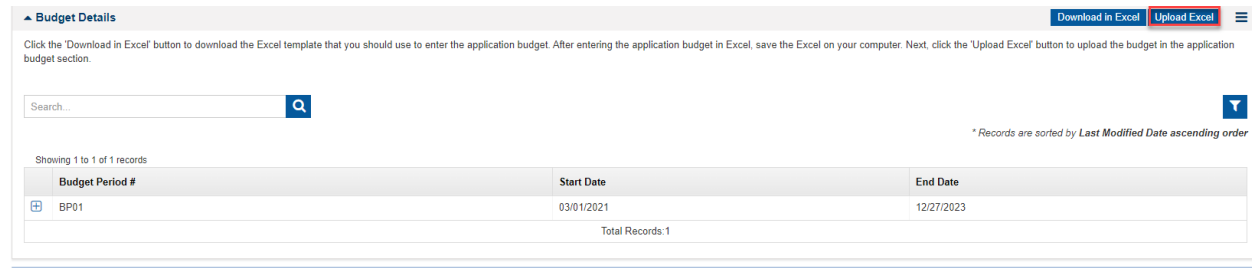 Budget Details
Download in Excel
Upload Excel
Click the 'Download in Excel' button to download the Excel template that you should use to enter the application budget. After entering the application budget in Excel, save the Excel on your computer. Next, click the 'Upload Excel' button to upload the budget in the application
budget section.
Search...
* Records are sorted by Last Modified Date ascending order
Showing 1 to 1 of 1 records
Budget Period # Start Date End Date
BP01 03/01/2021 12/27/2023
Total Records:1